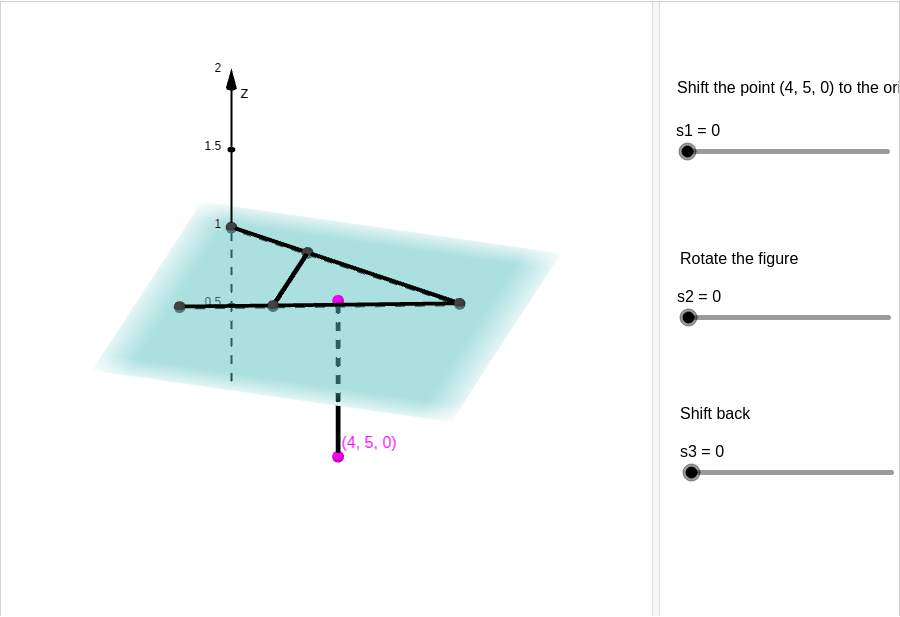 2
z
1.5
1
0.5
(4, 5, 0)
Shift the point (4, 5, 0) to the ori
s1 = 0
Rotate the figure
s2 = 0
Shift back
s3 = 0